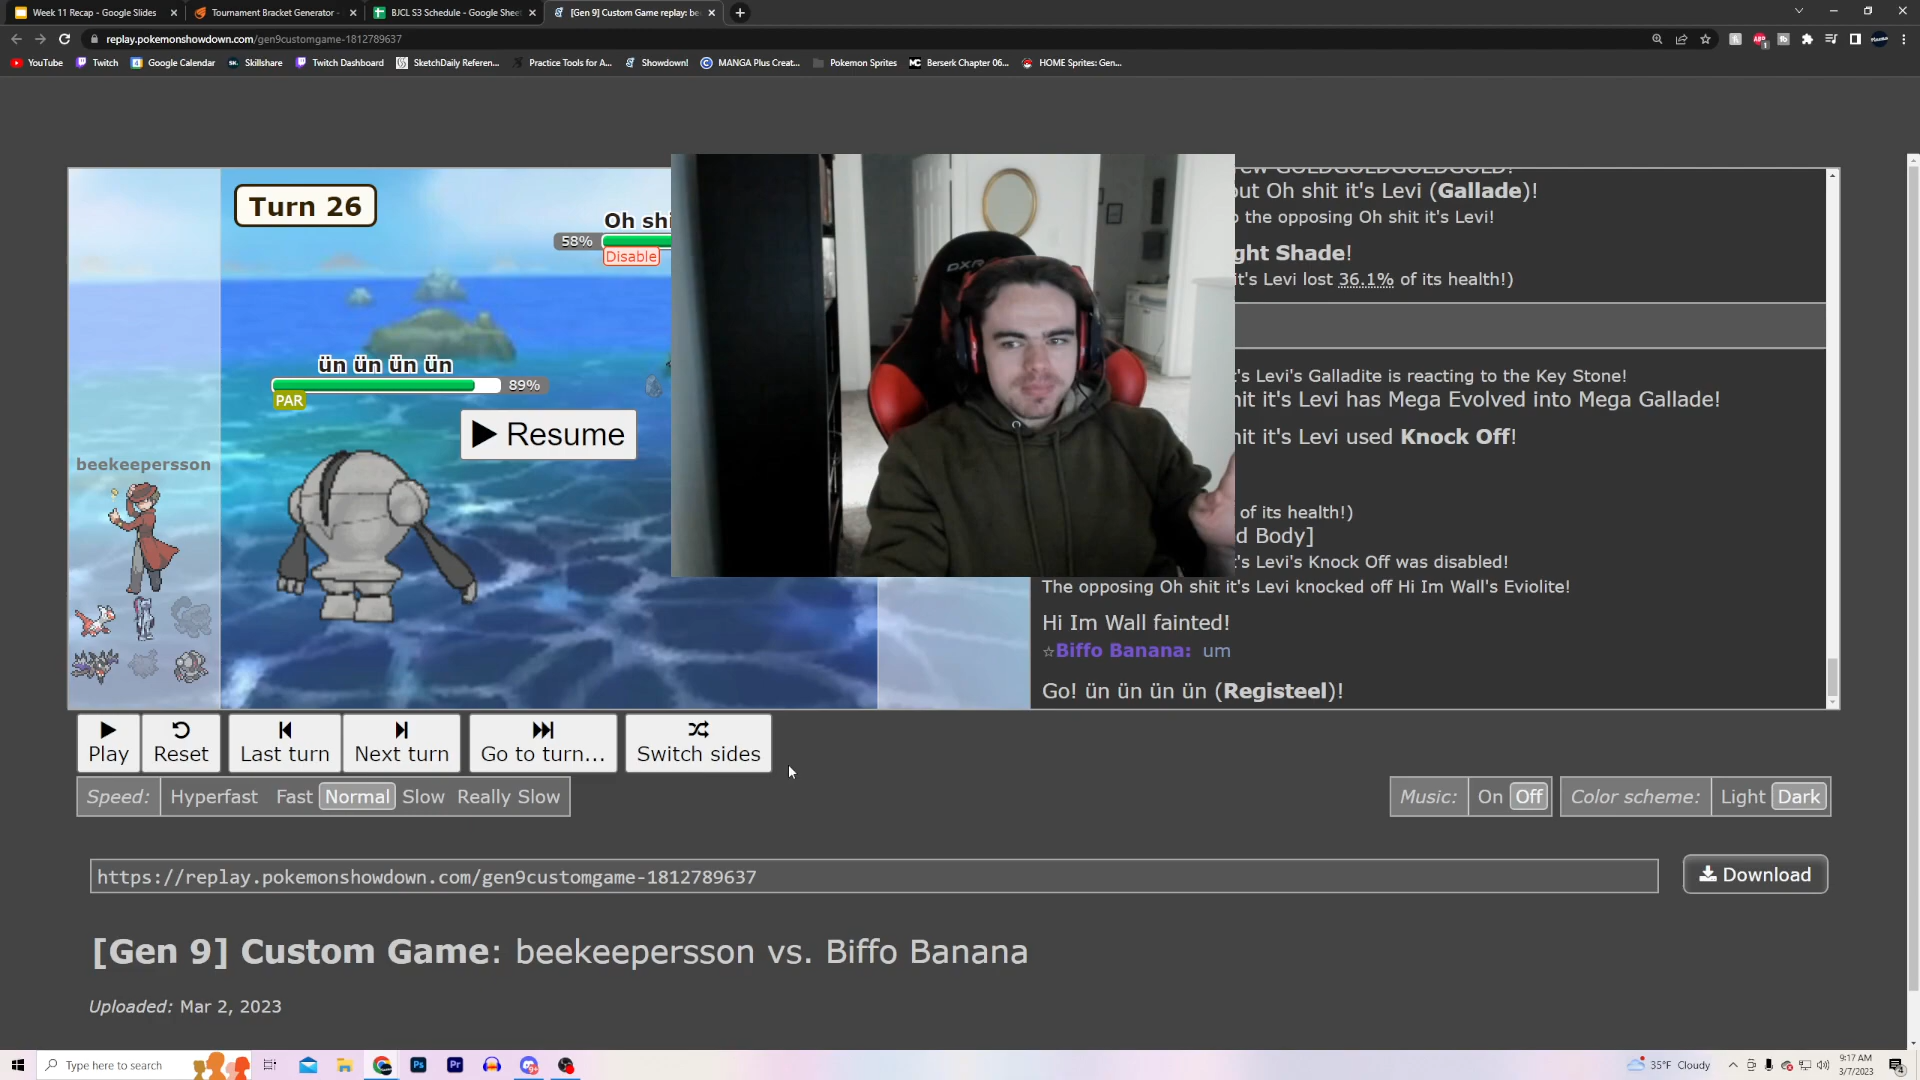 Week 11 Recap - Google Slides
Tournament Bracket Generator -
BJCL S3 Schedule - Google Shee
[Gen 9] Custom Game replay: be
replay.pokemonshowdown.com/gen9customgame-1812789637
YouTube Twitch Google Calendar Skillshare Twitch Dashboard SketchDaily Referen... Practice Tools for A... Showdown! MANGA Plus Creat... Pokemon Sprites Berserk Chapter 06... HOME Sprites: Gen...
Turn 26
Oh shi
58%
Disable
ün ün ün ün
89%
PAR
Resume
beekeepersson
DXR
ew GOLDGOLDGOLDGOLD!
out Oh shit it's Levi (Gallade)!
o the opposing Oh shit it's Levi!
ght Shade!
it's Levi lost 36.1% of its health!)
's Levi's Galladite is reacting to the Key Stone!
hit it's Levi has Mega Evolved into Mega Gallade!
hit it's Levi used Knock Off!
of its health!)
d Body]
's Levi's Knock Off was disabled!
The opposing Oh shit it's Levi knocked off Hi Im Wall's Eviolite!
Hi Im Wall fainted!
☆Biffo Banana: um
Go! ün ün ün ün (Registeel)!
Play Reset Last turn Next turn Go to turn... Switch sides
Speed: Hyperfast Fast Normal Slow Really Slow
Music: On Off
Color scheme: Light Dark
https://replay.pokemonshowdown.com/gen9customgame-1812789637
Download
[Gen 9] Custom Game: beekeepersson vs. Biffo Banana
Uploaded: Mar 2, 2023
Type here to search
35°F Cloudy
9:17 AM
3/7/2023